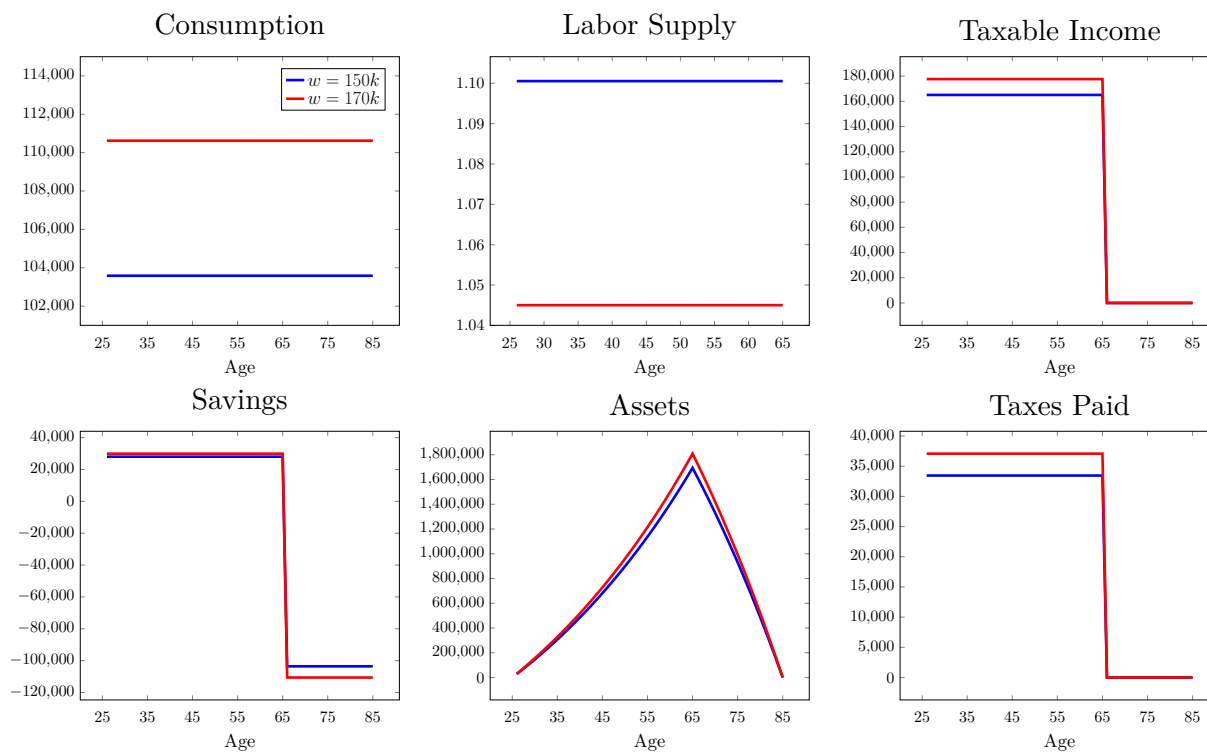 Consumption
114,000
112,000
110,000
108,000
106,000
104,000
102,000
25 35 45 55 65 75 85
Age
w = 150k
w = 170k
Labor Supply
1.10
1.09
1.08
1.07
1.06
1.05
1.04
25 30 35 40 45 50 55 60 65
Age
Taxable Income
180,000
160,000
140,000
120,000
100,000
80,000
60,000
40,000
20,000
0
25 35 45 55 65 75 85
Age
Savings
40,000
20,000
0
−20,000
−40,000
−60,000
−80,000
−100,000
−120,000
25 35 45 55 65 75 85
Age
Assets
1,800,000
1,600,000
1,400,000
1,200,000
1,000,000
800,000
600,000
400,000
200,000
0
25 35 45 55 65 75 85
Age
Taxes Paid
40,000
35,000
30,000
25,000
20,000
15,000
10,000
5,000
0
25 35 45 55 65 75 85
Age